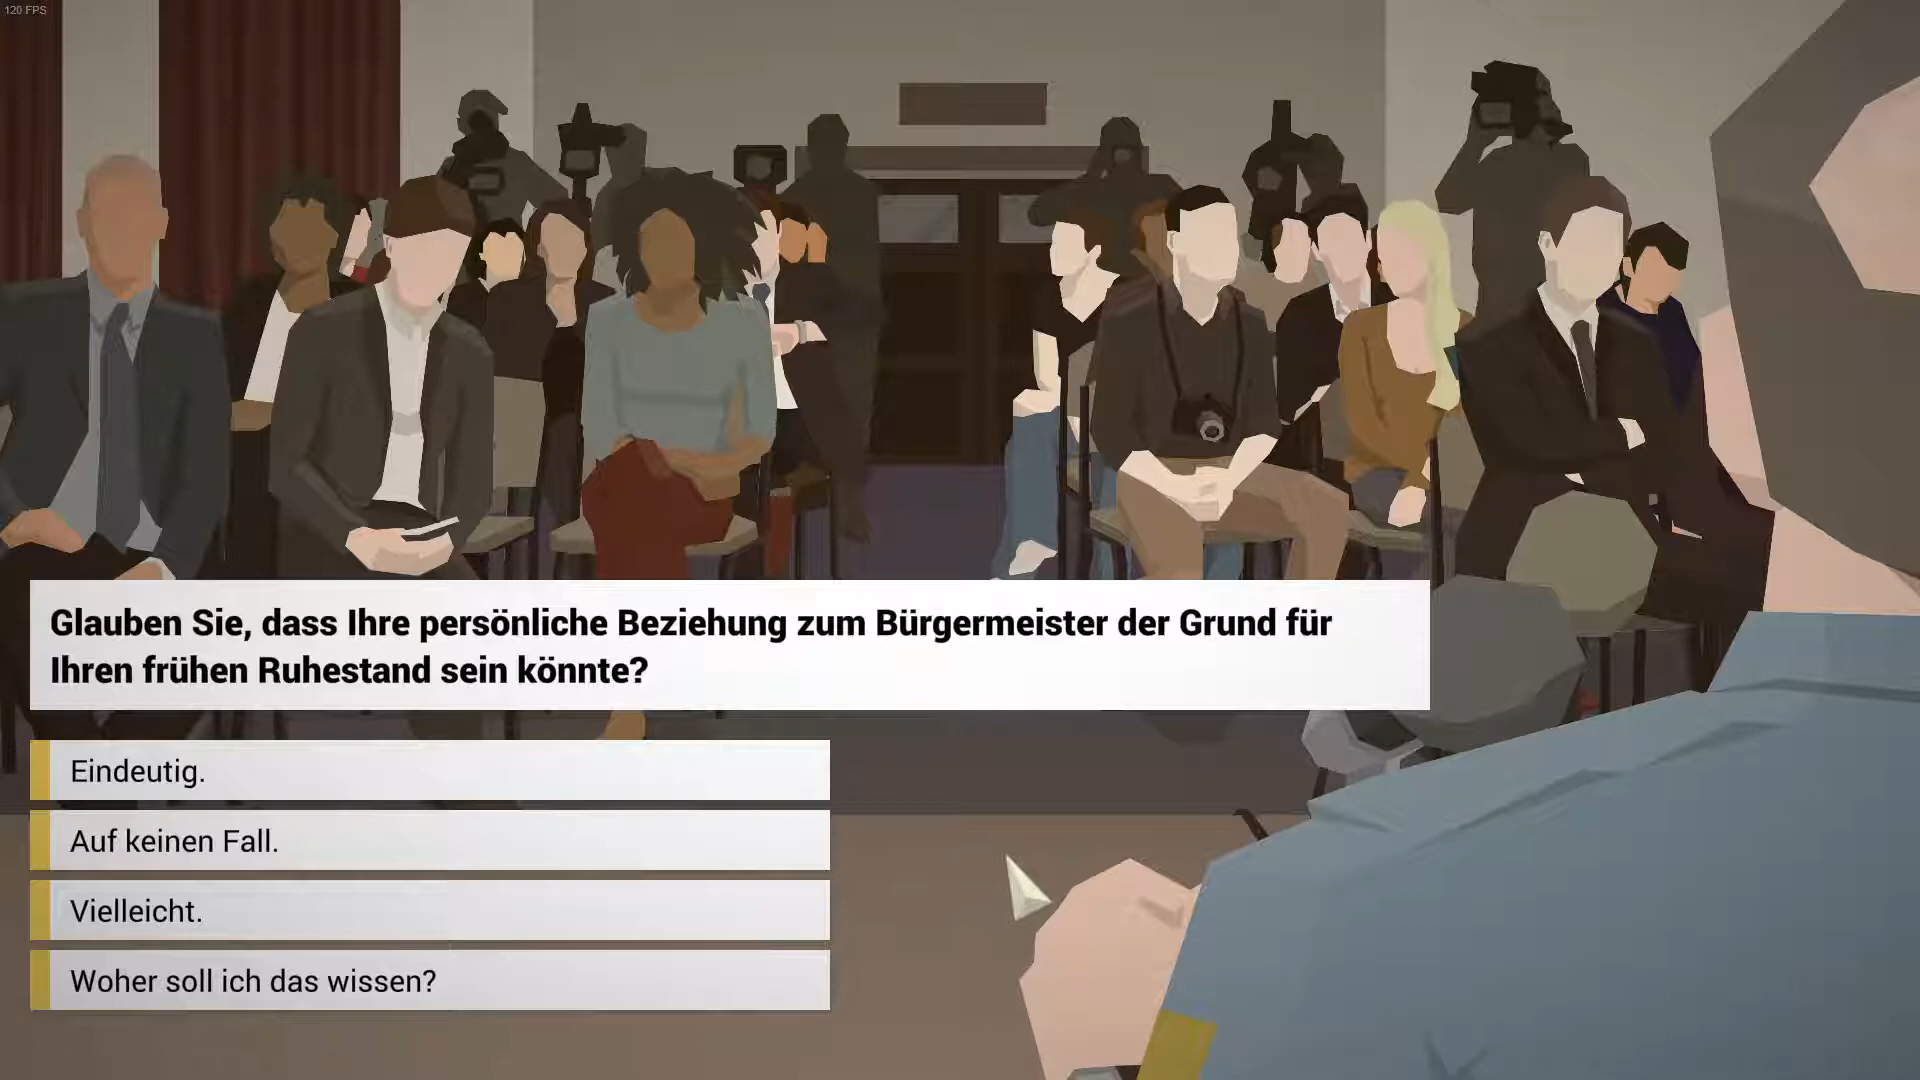 120 FPS
Glauben Sie, dass Ihre persönliche Beziehung zum Bürgermeister der Grund für
Ihren frühen Ruhestand sein könnte?
Eindeutig.
Auf keinen Fall.
Vielleicht.
Woher soll ich das wissen?